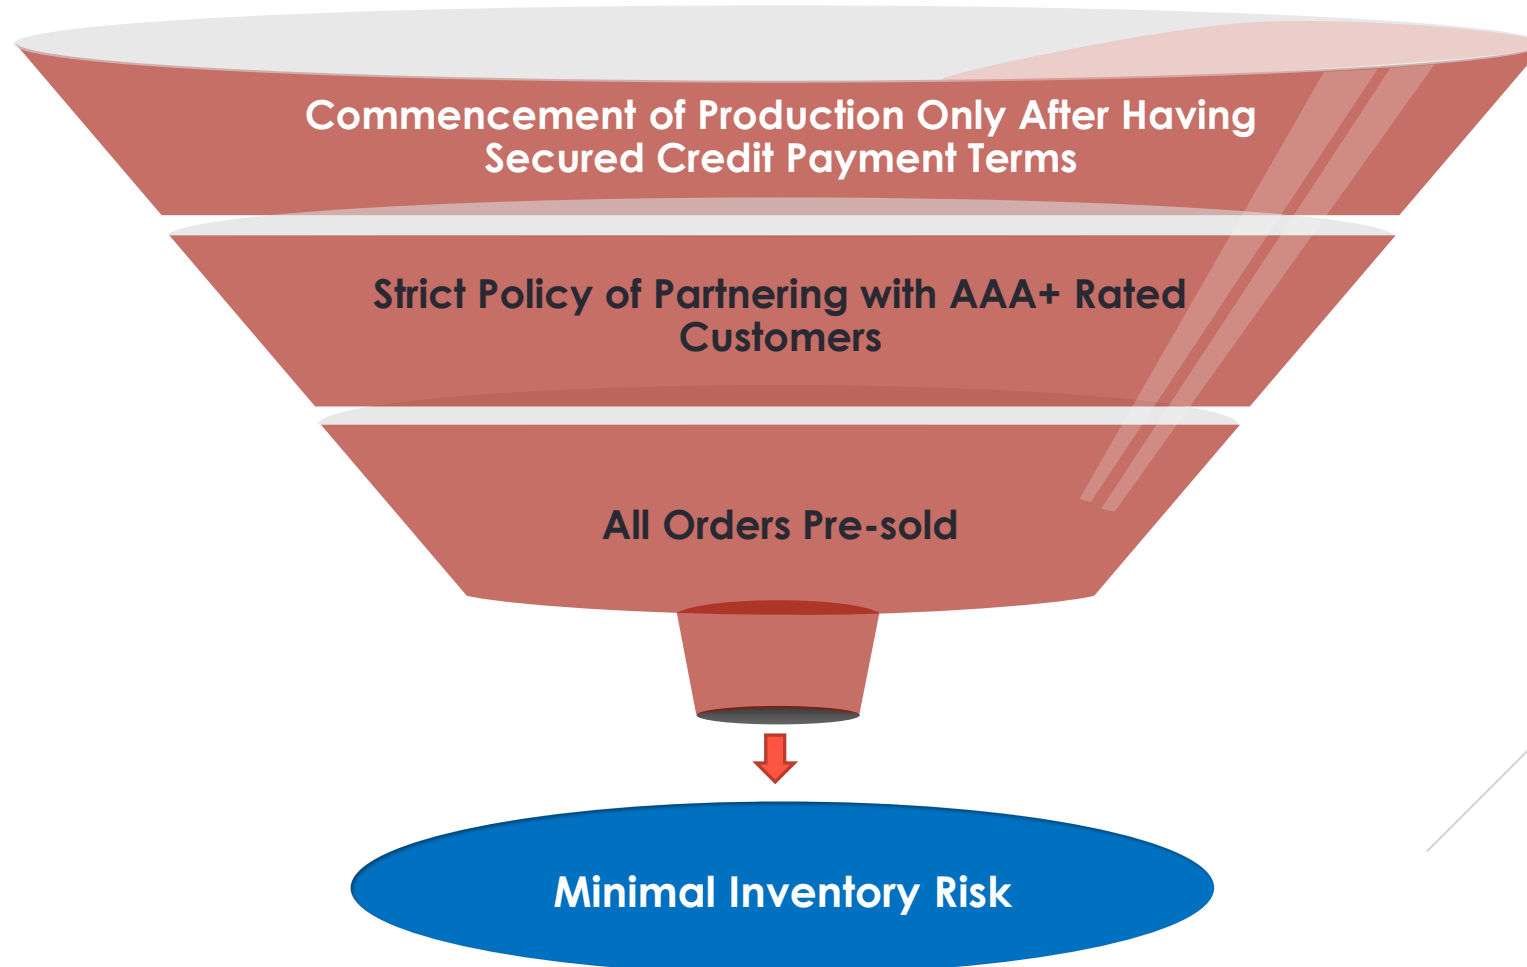 Commencement of Production Only After Having
Secured Credit Payment Terms
Strict Policy of Partnering with AAA+ Rated
Customers
All Orders Pre-sold
Minimal Inventory Risk